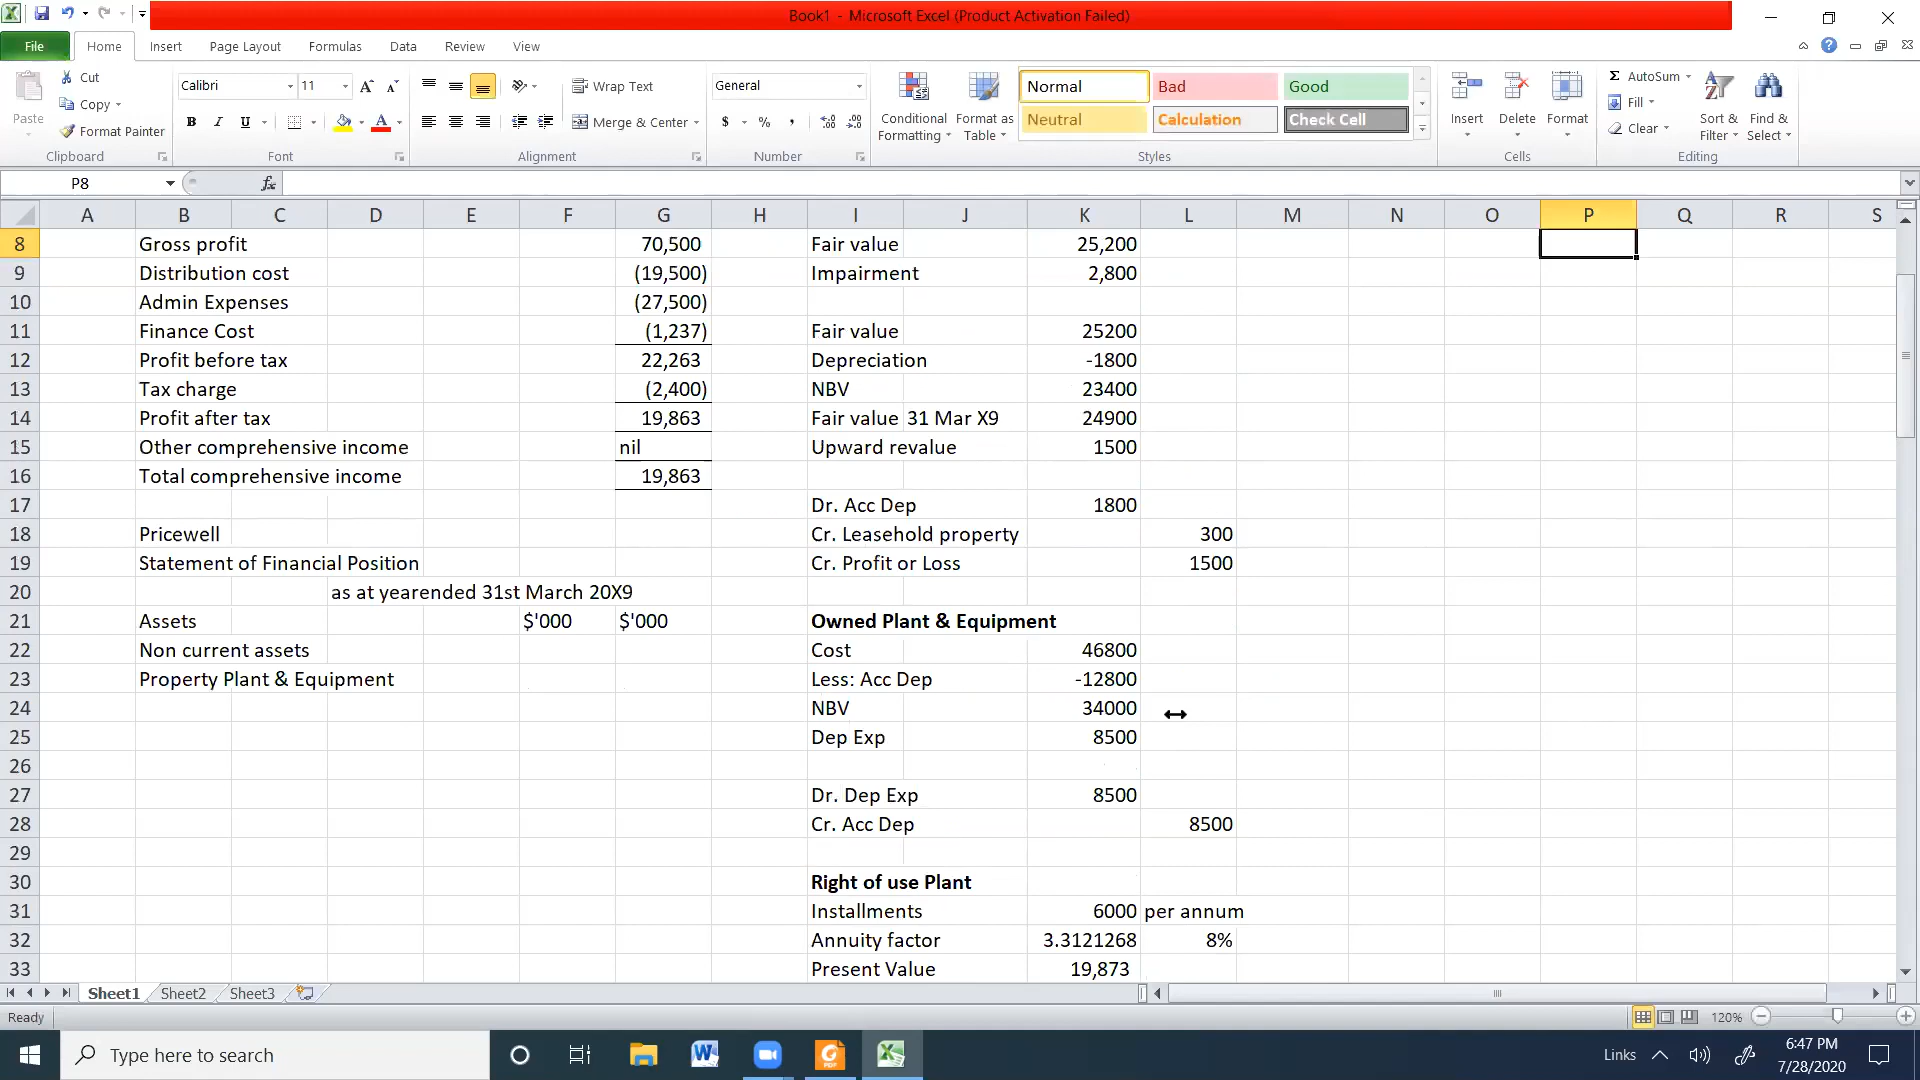 Book1 - Microsoft Excel (Product Activation Failed)
File Home Insert Page Layout Formulas Data Review View
Paste Cut Calibri 11 Wrap Text General Normal Bad Good AutoSum
Copy Conditional Formatting Format as Table Insert Delete Format Fill Sort & Filter Find & Select
Format Painter B I U Merge & Center $ % , Neutral Calculation Check Cell Clear
Clipboard Font Alignment Number Styles Cells Editing
P8 fx
A B C D E F G H I J K L M N O P Q R S
8 Gross profit 70,500 Fair value 25,200
9 Distribution cost (19,500) Impairment 2,800
10 Admin Expenses (27,500)
11 Finance Cost (1,237) Fair value 25200
12 Profit before tax 22,263 Depreciation -1800
13 Tax charge (2,400) NBV 23400
14 Profit after tax 19,863 Fair value 31 Mar X9 24900
15 Other comprehensive income nil Upward revalue 1500
16 Total comprehensive income 19,863
17 Dr. Acc Dep 1800
18 Pricewell Cr. Leasehold property 300
19 Statement of Financial Position Cr. Profit or Loss 1500
20 as at yearended 31st March 20X9
21 Assets $'000 $'000 Owned Plant & Equipment
22 Non current assets Cost 46800
23 Property Plant & Equipment Less: Acc Dep -12800
24 NBV 34000
25 Dep Exp 8500
26
27 Dr. Dep Exp 8500
28 Cr. Acc Dep 8500
29
30 Right of use Plant
31 Installments 6000 per annum
32 Annuity factor 3.3121268 8%
33 Present Value 19,873
Sheet1 Sheet2 Sheet3
Ready 120%
Type here to search Links 6:47 PM
7/28/2020